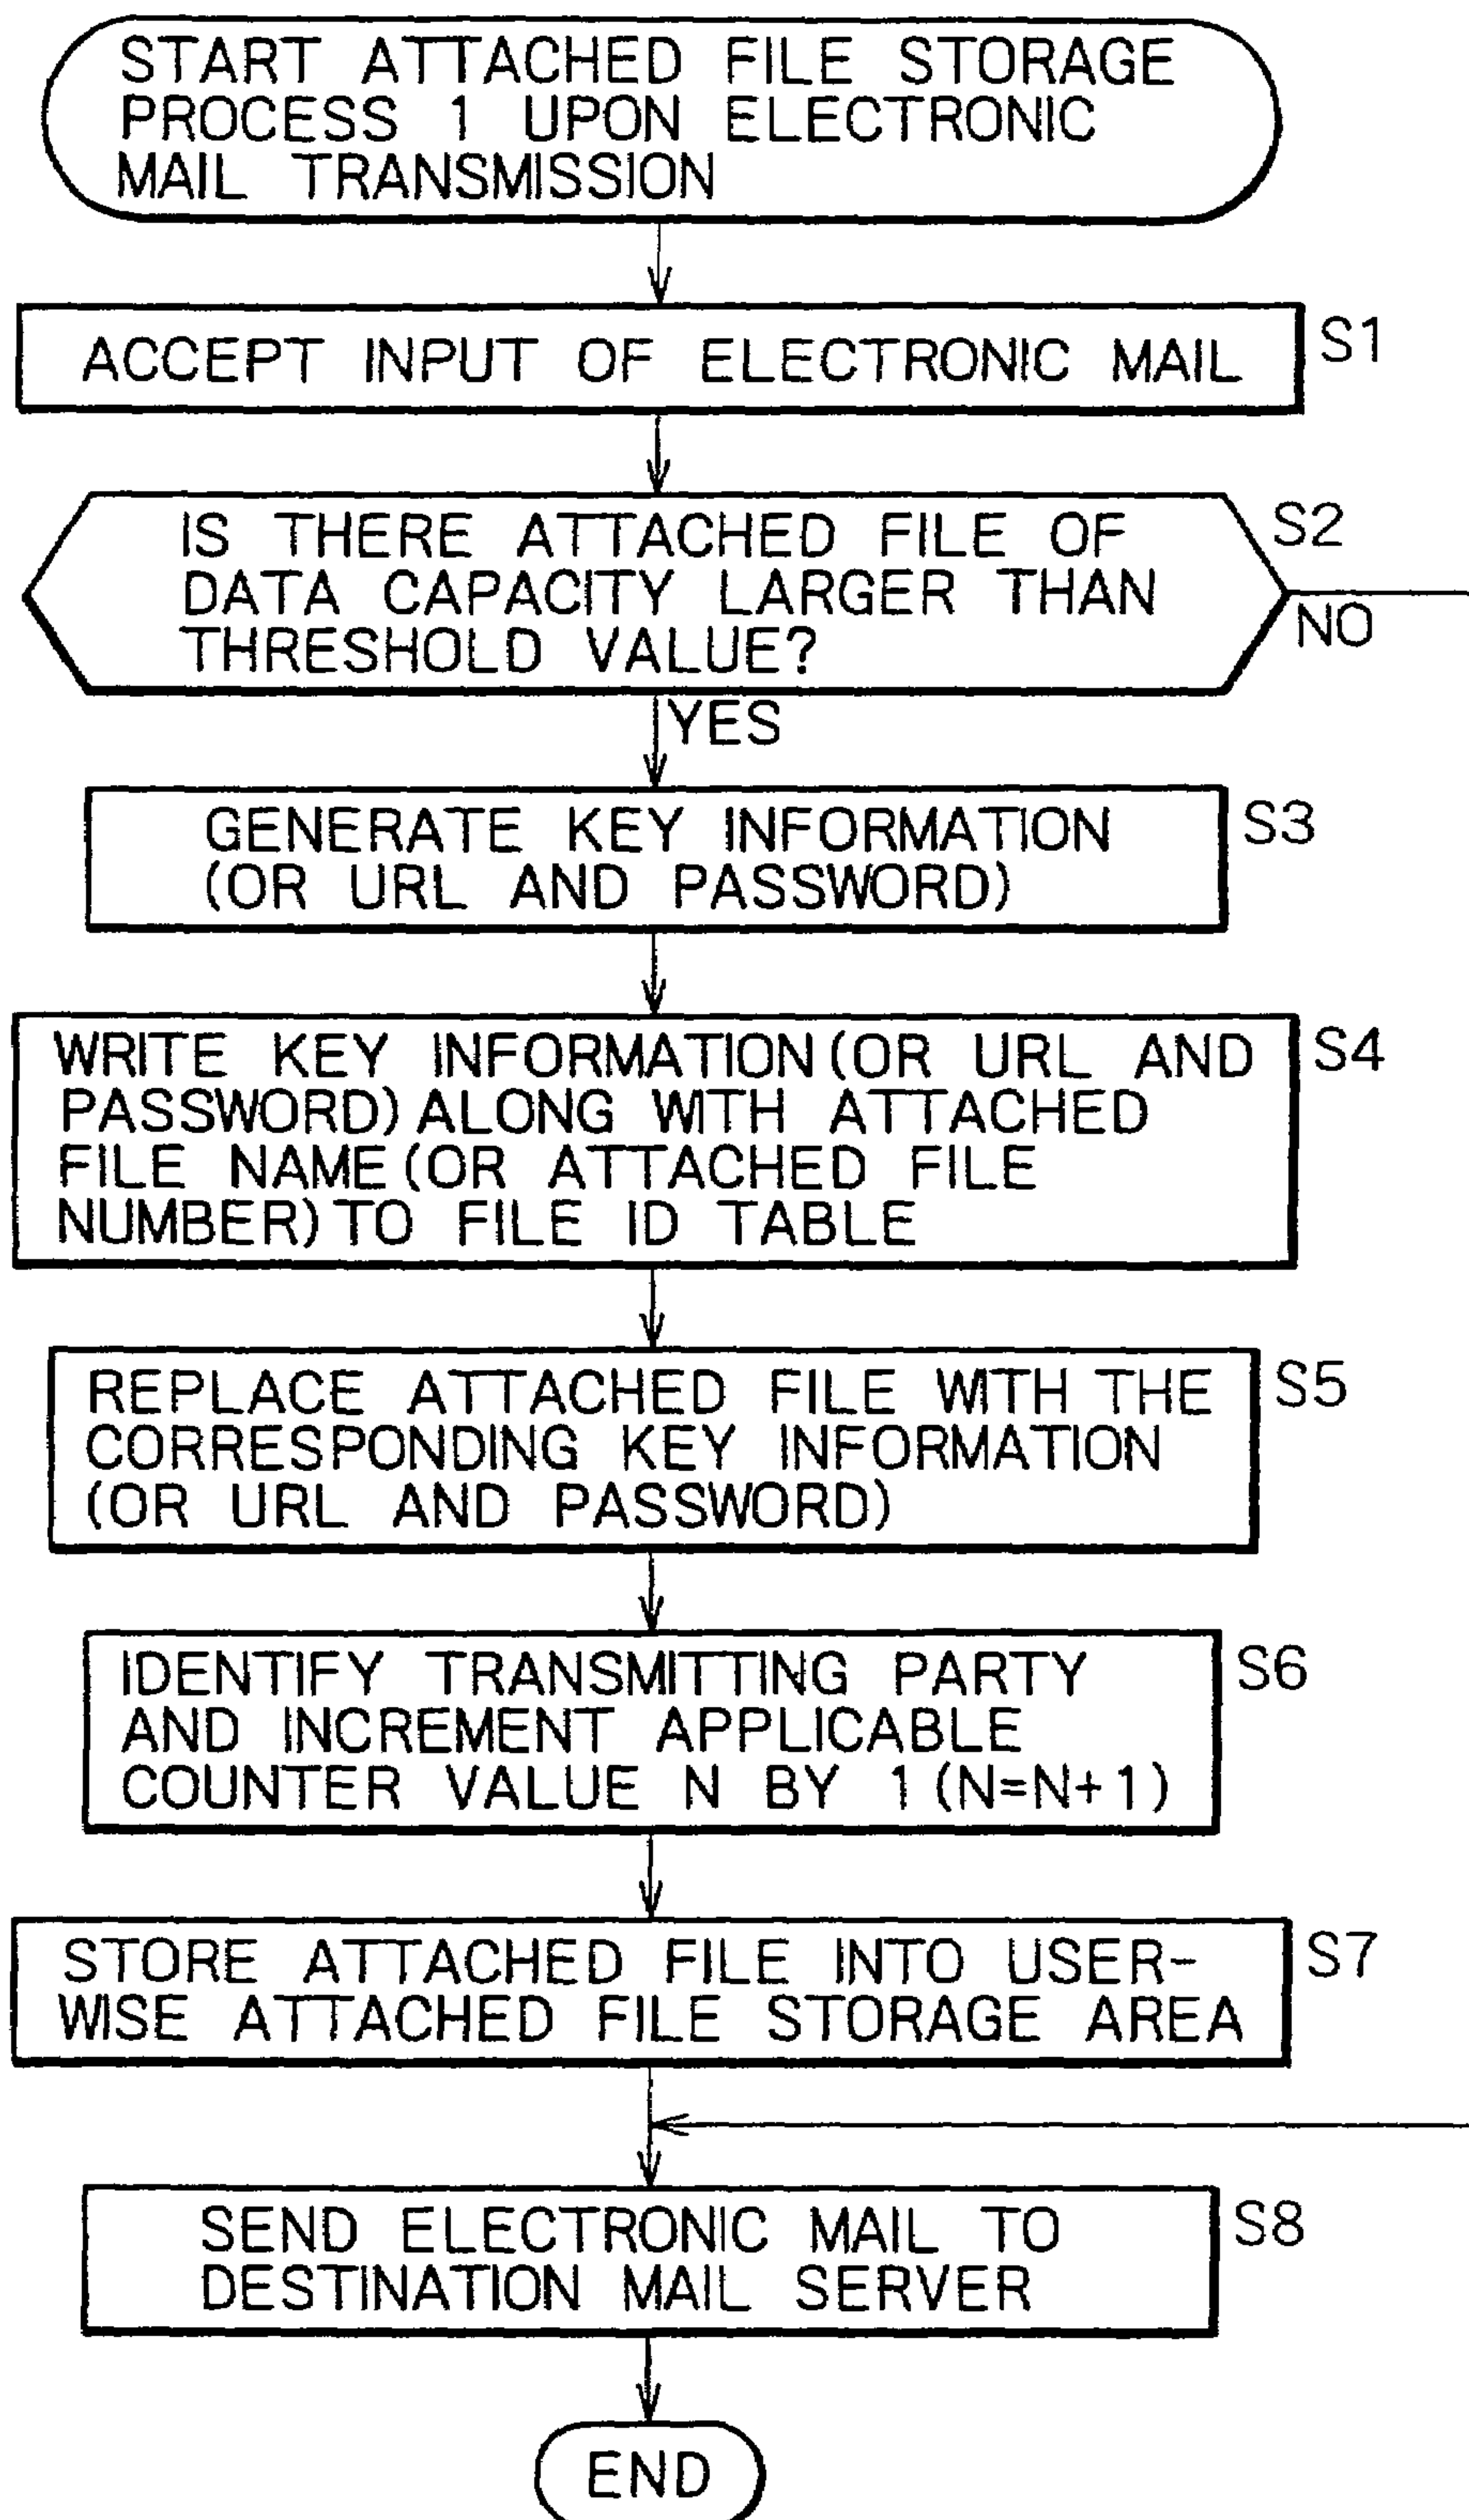 START ATTACHED FILE STORAGE
PROCESS 1 UPON ELECTRONIC
MAIL TRANSMISSION
ACCEPT INPUT OF ELECTRONIC MAIL
S1
IS THERE ATTACHED FILE OF
DATA CAPACITY LARGER THAN
THRESHOLD VALUE?
S2
NO
YES
GENERATE KEY INFORMATION
(OR URL AND PASSWORD)
S3
WRITE KEY INFORMATION(OR URL AND
PASSWORD)ALONG WITH ATTACHED
FILE NAME(OR ATTACHED FILE
NUMBER)TO FILE ID TABLE
S4
REPLACE ATTACHED FILE WITH THE
CORRESPONDING KEY INFORMATION
(OR URL AND PASSWORD)
S5
IDENTIFY TRANSMITTING PARTY
AND INCREMENT APPLICABLE
COUNTER VALUE N BY 1(N=N+1)
S6
STORE ATTACHED FILE INTO USER-
WISE ATTACHED FILE STORAGE AREA
S7
SEND ELECTRONIC MAIL TO
DESTINATION MAIL SERVER
S8
END